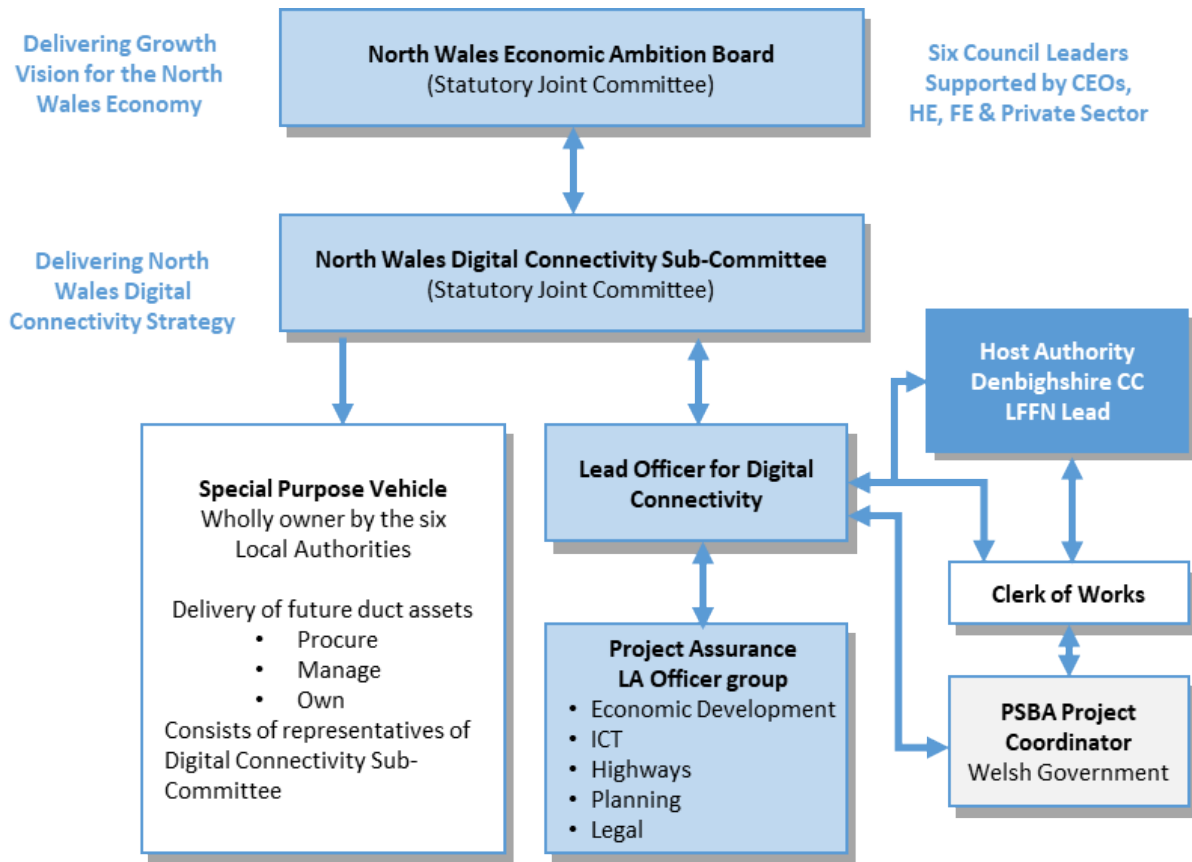 Delivering Growth
Vision for the North
Wales Economy
North Wales Economic Ambition Board
(Statutory Joint Committee)
Six Council Leaders
Supported by CEOs,
HE, FE & Private Sector
Delivering North
Wales Digital
Connectivity Strategy
North Wales Digital Connectivity Sub-Committee
(Statutory Joint Committee)
Host Authority
Denbighshire CC
LFFN Lead
Special Purpose Vehicle
Wholly owner by the six
Local Authorities
Delivery of future duct assets
• Procure
• Manage
• Own
Consists of representatives of
Digital Connectivity Sub-
Committee
Lead Officer for Digital
Connectivity
Clerk of Works
Project Assurance
LA Officer group
• Economic Development
• ICT
• Highways
• Planning
• Legal
PSBA Project
Coordinator
Welsh Government